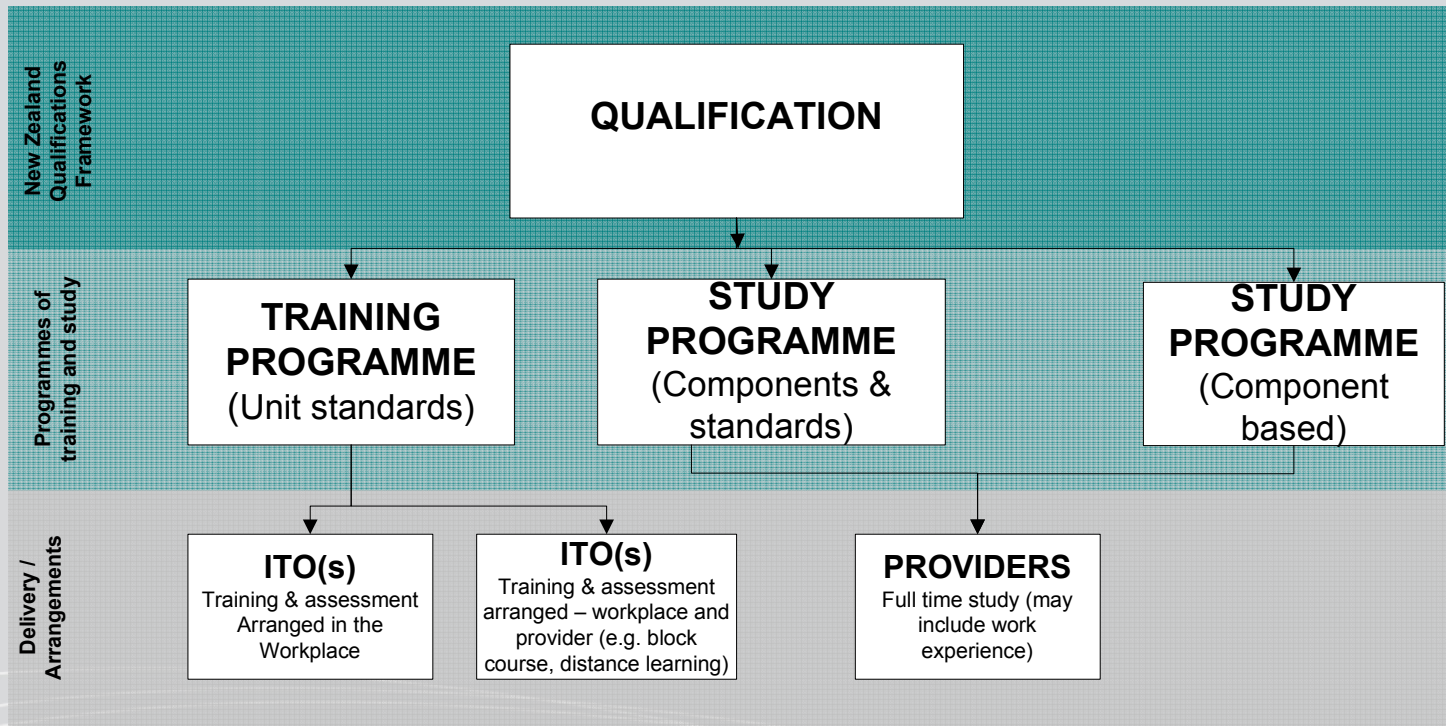 New Zealand
Qualifications
Framework
QUALIFICATION
Programmes of
training and study
TRAINING
PROGRAMME
(Unit standards)
STUDY
PROGRAMME
(Components &
standards)
STUDY
PROGRAMME
(Component
based)
Delivery /
Arrangements
ITO(s)
Training & assessment
Arranged in the
Workplace
ITO(s)
Training & assessment
arranged – workplace and
provider (e.g. block
course, distance learning)
PROVIDERS
Full time study (may
include work
experience)